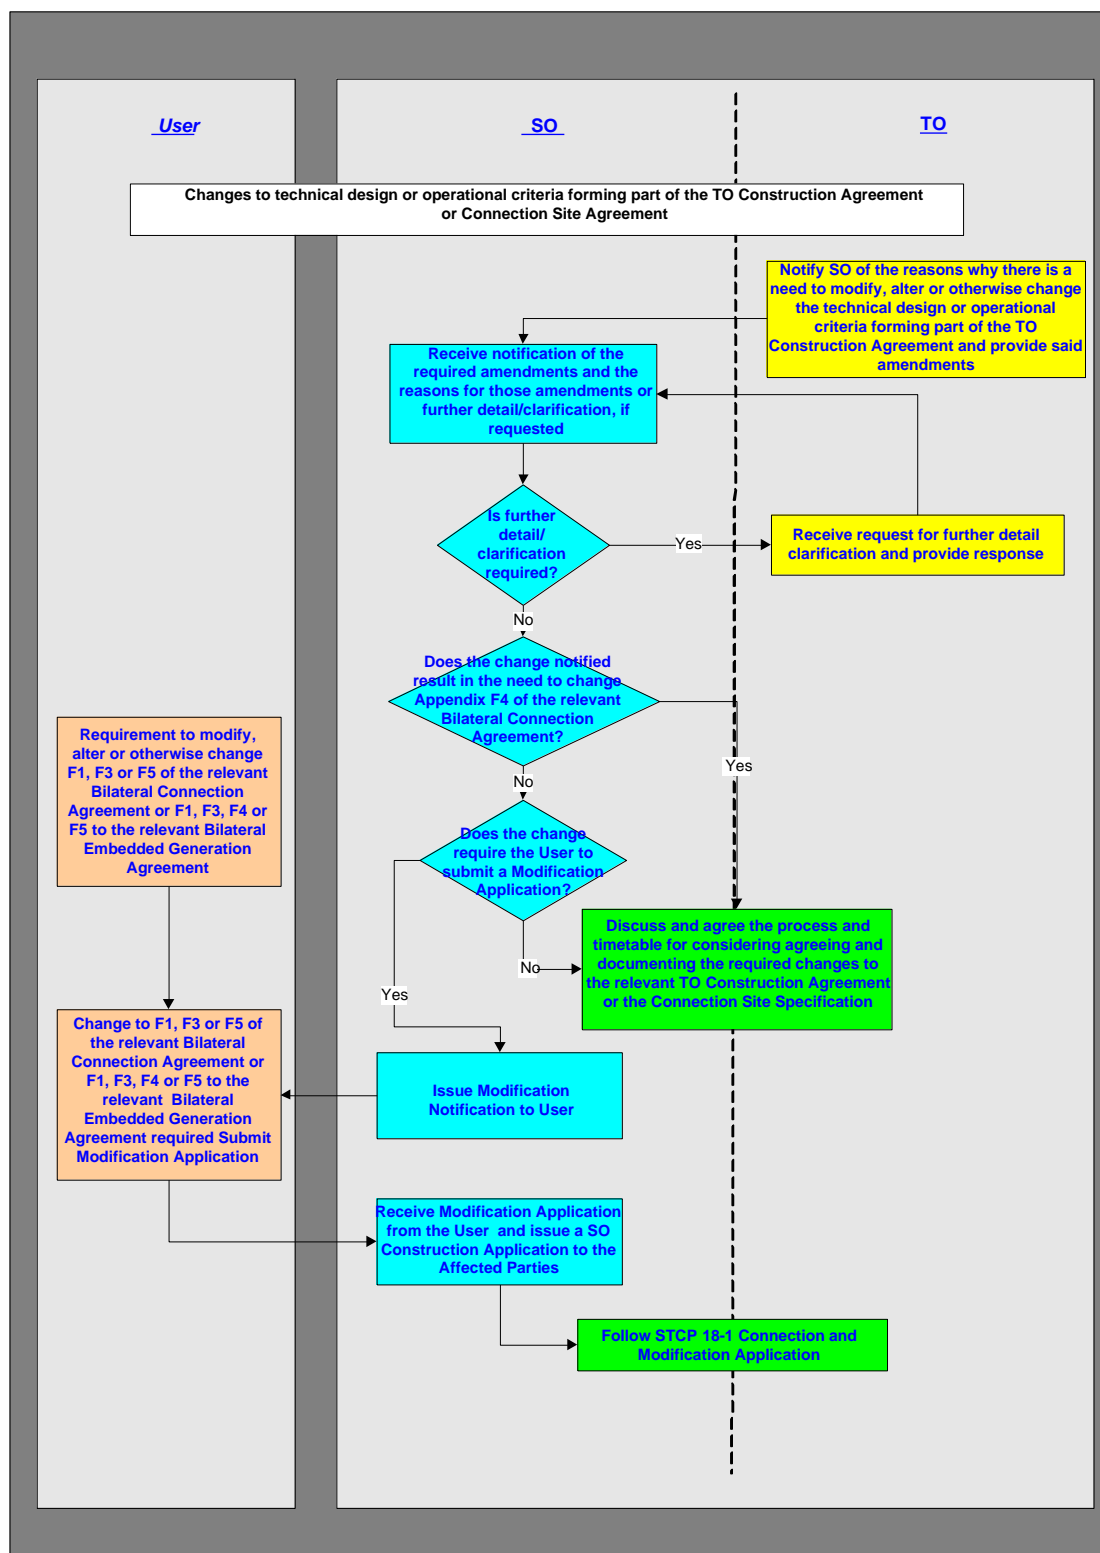 User
SO
TO
Changes to technical design or operational criteria forming part of the TO Construction Agreement
or Connection Site Agreement
Notify SO of the reasons why there is a
need to modify, alter or otherwise change
the technical design or operational
criteria forming part of the TO
Construction Agreement and provide said
amendments
Receive notification of the
required amendments and the
reasons for those amendments or
further detail/clarification, if
requested
Is further
detail/
clarification
required?
Yes
Receive request for further detail
clarification and provide response
No
Does the change notified
result in the need to change
Appendix F4 of the relevant
Bilateral Connection
Agreement?
Yes
No
Requirement to modify,
alter or otherwise change
F1, F3 or F5 of the relevant
Bilateral Connection
Agreement or F1, F3, F4 or
F5 to the relevant Bilateral
Embedded Generation
Agreement
Does the change
require the User to
submit a Modification
Application?
No
Yes
Discuss and agree the process and
timetable for considering agreeing and
documenting the required changes to
the relevant TO Construction Agreement
or the Connection Site Specification
Change to F1, F3 or F5 of
the relevant Bilateral
Connection Agreement or
F1, F3, F4 or F5 to the
relevant Bilateral
Embedded Generation
Agreement required Submit
Modification Application
Issue Modification
Notification to User
Receive Modification Application
from the User and issue a SO
Construction Application to the
Affected Parties
Follow STCP 18-1 Connection and
Modification Application